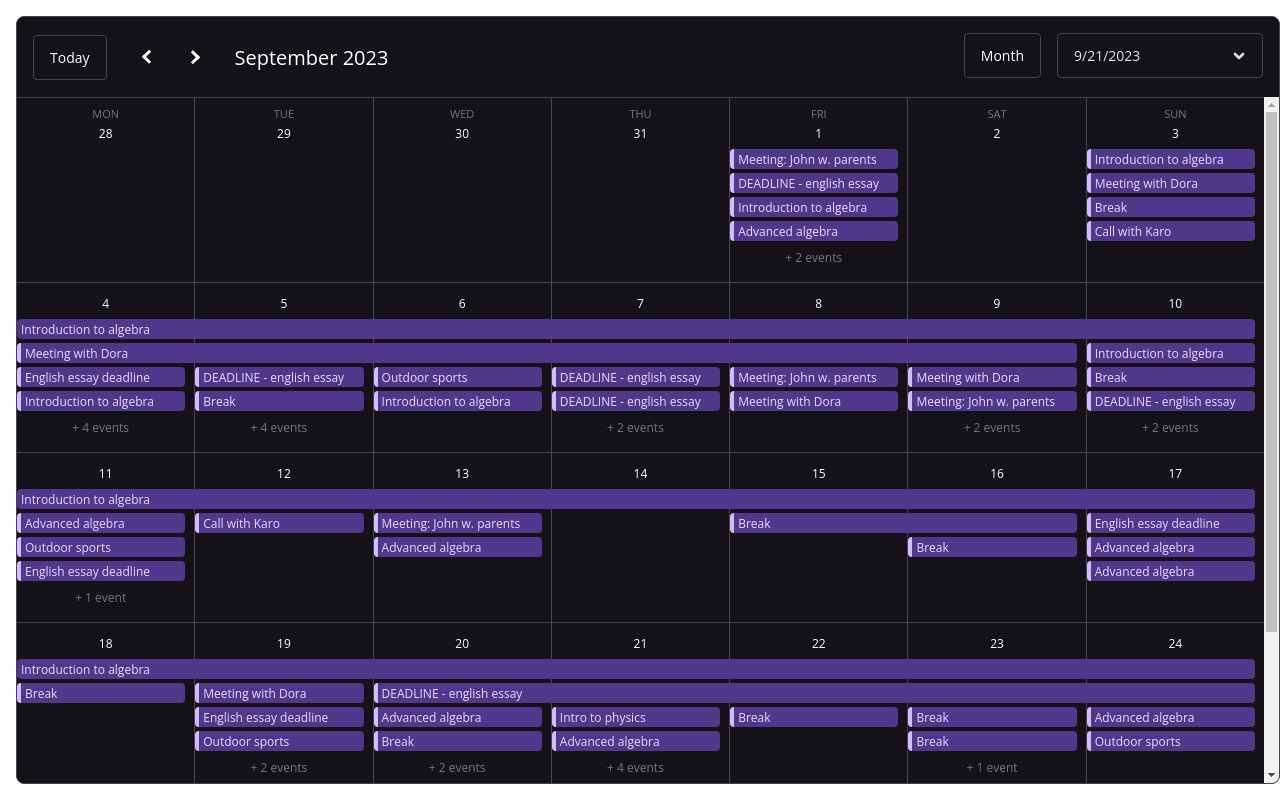 Today
September 2023
Month
9/21/2023
MON TUE WED THU FRI SAT SUN
28 29 30 31 1 2 3
Meeting: John w. parents Introduction to algebra
DEADLINE - english essay Meeting with Dora
Introduction to algebra Break
Advanced algebra Call with Karo
+ 2 events
4 5 6 7 8 9 10
Introduction to algebra
Meeting with Dora Introduction to algebra
English essay deadline DEADLINE - english essay Outdoor sports DEADLINE - english essay Meeting: John w. parents Meeting with Dora Break
Introduction to algebra Break Introduction to algebra DEADLINE - english essay Meeting with Dora Meeting: John w. parents DEADLINE - english essay
+ 4 events + 4 events + 2 events + 2 events + 2 events
11 12 13 14 15 16 17
Introduction to algebra
Advanced algebra Call with Karo Meeting: John w. parents Break English essay deadline
Outdoor sports Advanced algebra Break Advanced algebra
English essay deadline Advanced algebra
+ 1 event
18 19 20 21 22 23 24
Introduction to algebra
Break Meeting with Dora DEADLINE - english essay
English essay deadline Advanced algebra Intro to physics Break Break Advanced algebra
Outdoor sports Break Advanced algebra Break Outdoor sports
+ 2 events + 2 events + 4 events + 1 event